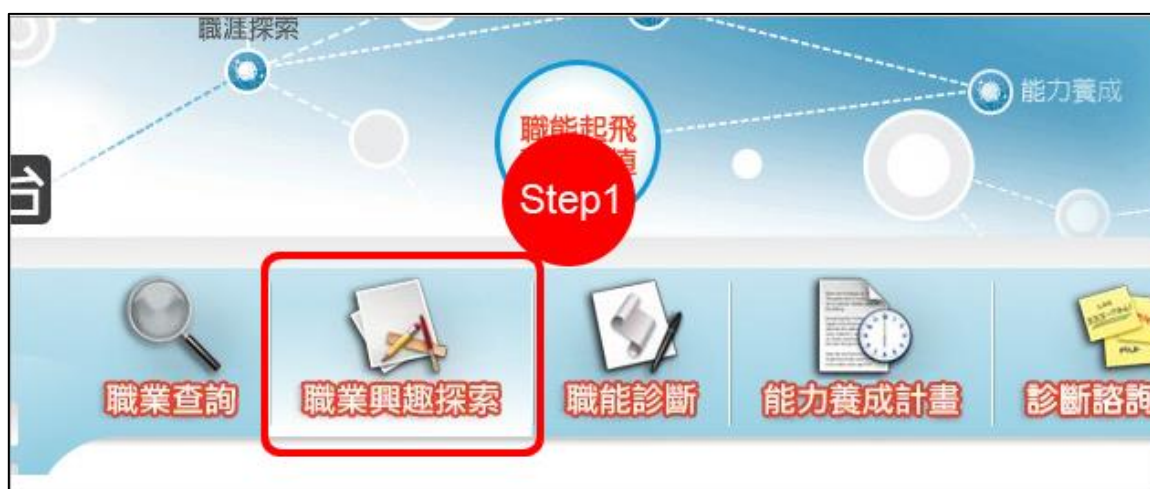 職涯探索
能力養成
職能起飛
Step1
台
職業查詢
職業興趣探索
職能診斷
能力養成計畫
診斷諮詢